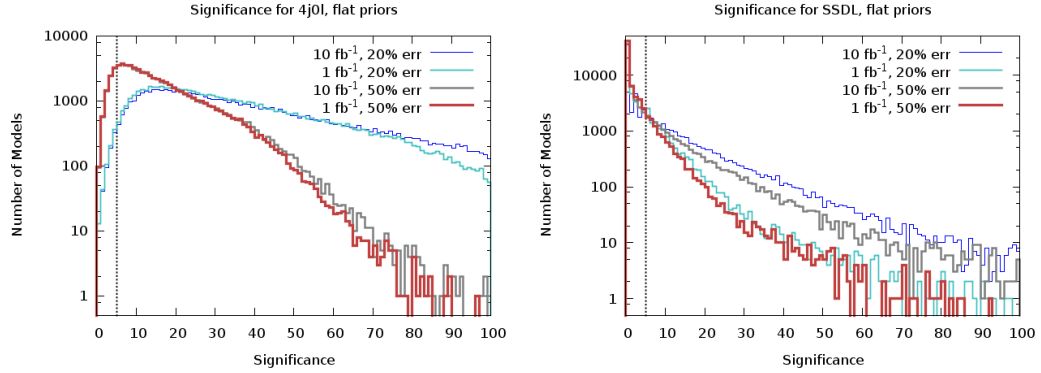 Significance for 4j0l, flat priors
Number of Models
10000
1000
100
10
1
10 fb⁻¹, 20% err
1 fb⁻¹, 20% err
10 fb⁻¹, 50% err
1 fb⁻¹, 50% err
0 10 20 30 40 50 60 70 80 90 100
Significance
Significance for SSDL, flat priors
Number of Models
10000
1000
100
10
1
10 fb⁻¹, 20% err
1 fb⁻¹, 20% err
10 fb⁻¹, 50% err
1 fb⁻¹, 50% err
0 10 20 30 40 50 60 70 80 90 100
Significance